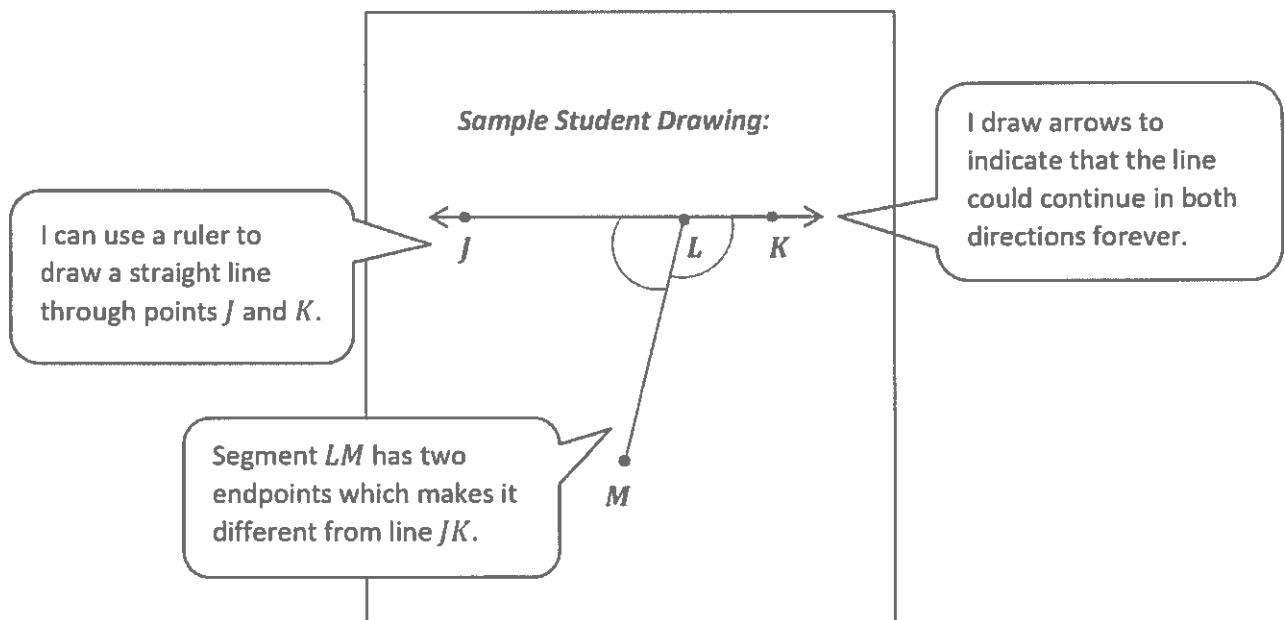 Sample Student Drawing:
I draw arrows to
indicate that the line
could continue in both
directions forever.
I can use a ruler to
draw a straight line
through points J and K.
J
L
K
Segment LM has two
endpoints which makes it
different from line JK.
M